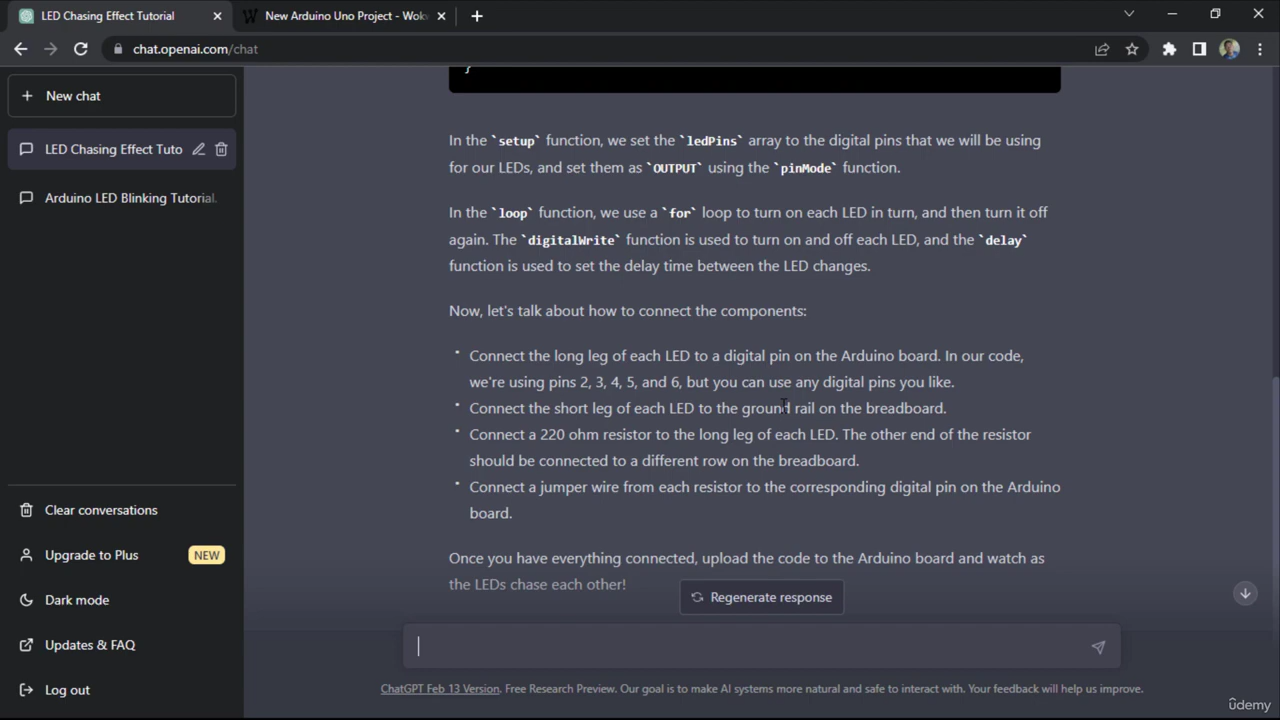 LED Chasing Effect Tutorial
New Arduino Uno Project - Wok
chat.openai.com/chat
New chat
LED Chasing Effect Tuto
Arduino LED Blinking Tutorial.
Clear conversations
Upgrade to Plus NEW
Dark mode
Updates & FAQ
Log out
}
In the `setup` function, we set the `ledPins` array to the digital pins that we will be using
for our LEDs, and set them as `OUTPUT` using the `pinMode` function.
In the `loop` function, we use a `for` loop to turn on each LED in turn, and then turn it off
again. The `digitalWrite` function is used to turn on and off each LED, and the `delay`
function is used to set the delay time between the LED changes.
Now, let's talk about how to connect the components:
• Connect the long leg of each LED to a digital pin on the Arduino board. In our code,
we're using pins 2, 3, 4, 5, and 6, but you can use any digital pins you like.
• Connect the short leg of each LED to the ground rail on the breadboard.
• Connect a 220 ohm resistor to the long leg of each LED. The other end of the resistor
should be connected to a different row on the breadboard.
• Connect a jumper wire from each resistor to the corresponding digital pin on the Arduino
board.
Once you have everything connected, upload the code to the Arduino board and watch as
the LEDs chase each other!
Regenerate response
ChatGPT Feb 13 Version. Free Research Preview. Our goal is to make AI systems more natural and safe to interact with. Your feedback will help us improve.
ûdemy